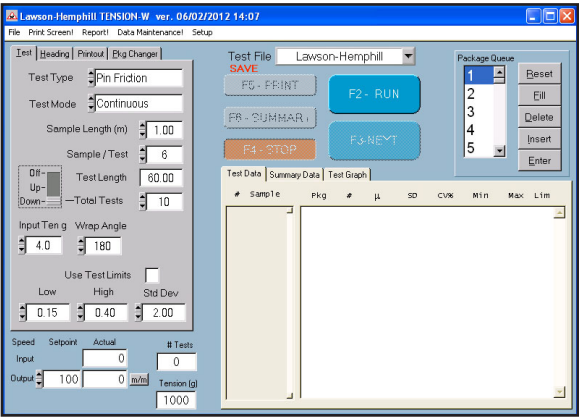 Lawson-Hemphill TENSION-W ver. 06/02/2012 14:07
File Print Screen! Report! Data Maintenance! Setup
Test Heading Printout Pkg Changer
Test Type Pin Friction
Test Mode Continuous
Sample Length (m) 1.00
Sample / Test 6
Off-
Up-
Down-
Test Length 60.00
Total Tests 10
Input Ten g Wrap Angle
4.0 180
Use Test Limits
Low High Std Dev
0.15 0.40 2.00
Speed Setpoint Actual # Tests
Input 0 0
Output 100 0 m/m Tension (g)
1000
Test File Lawson-Hemphill
SAVE
F5 - PRINT
F2 - RUN
F8 - SUMMARY
F4 - STOP
F3-NEXT
Package Queue
1
2
3
4
5
Reset
Fill
Delete
Insert
Enter
Test Data Summary Data Test Graph
# Sample Pkg # µ SD CV% Min Max Lim